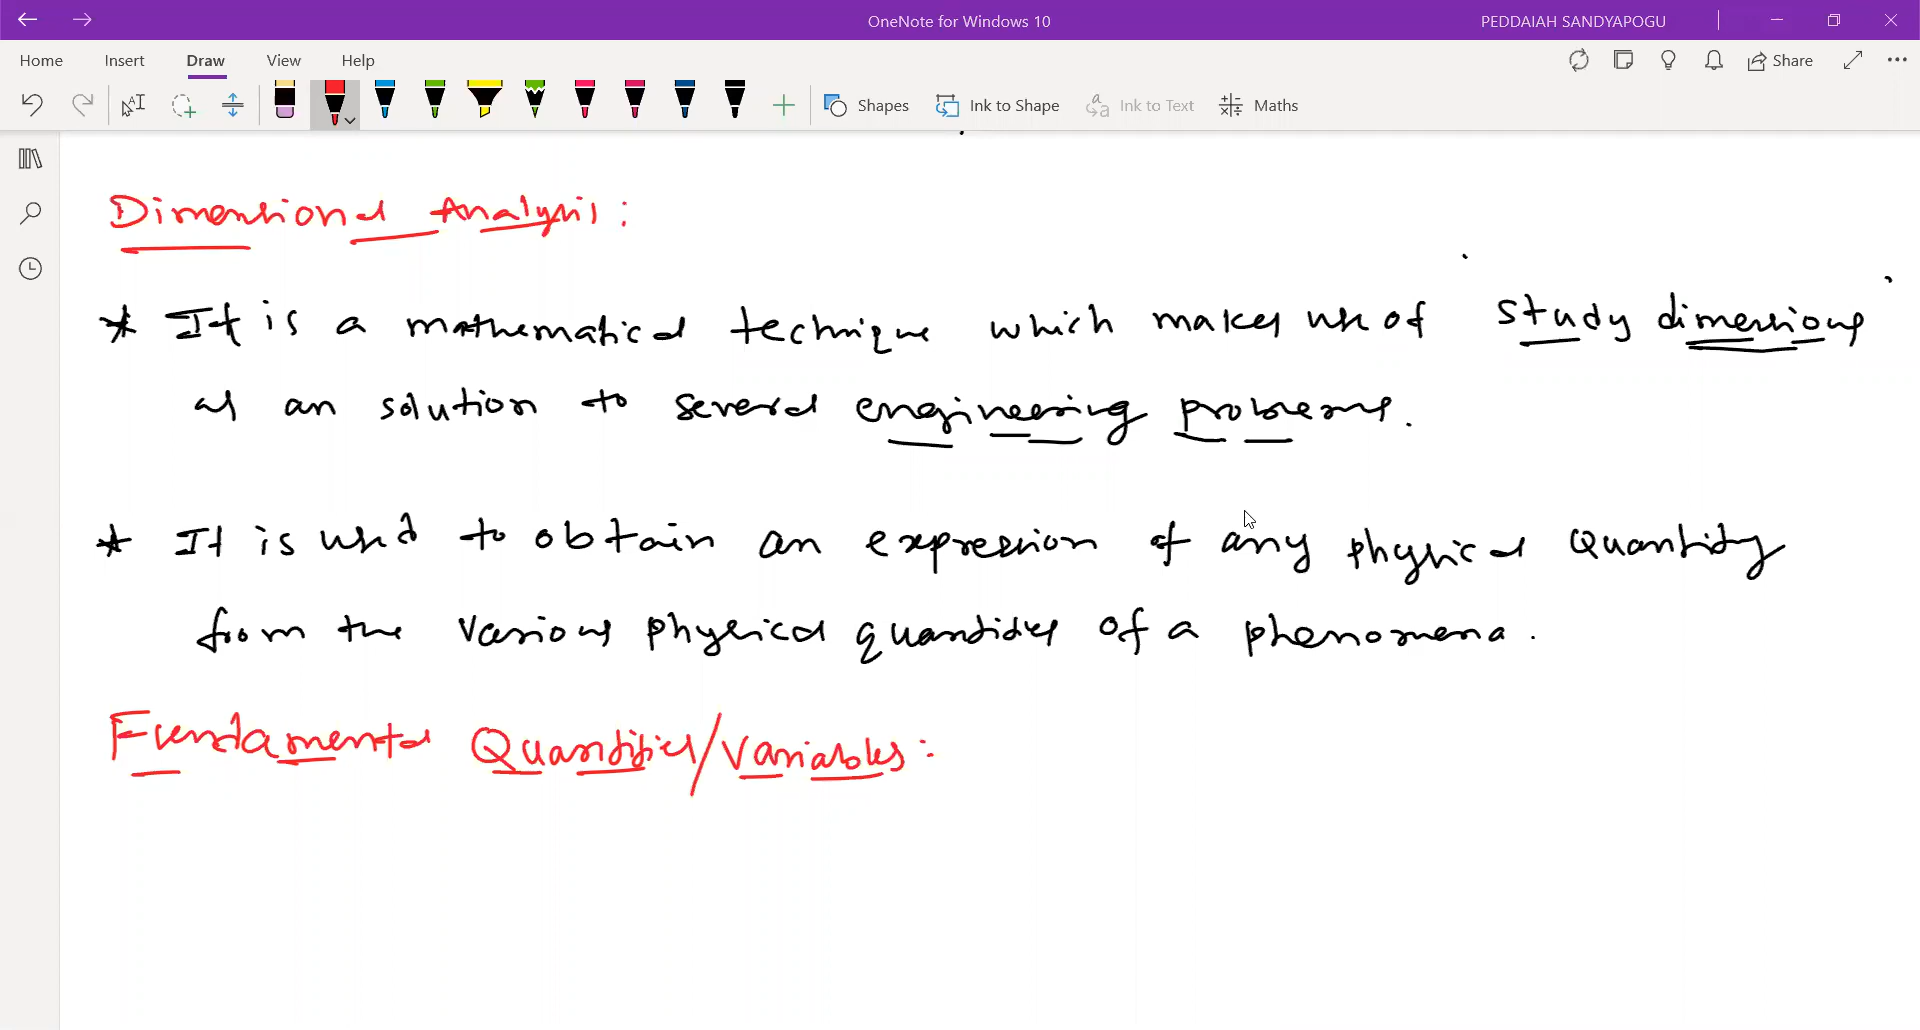 OneNote for Windows 10
PEDDAIAH SANDYAPOGU
Home Insert Draw View Help
Share
Shapes Ink to Shape Ink to Text Maths
Dimensional Analysis:
* It is a mathematical technique which makes use of study dimensions
as an solution to several engineering problems.
* It is used to obtain an expression of any physical Quantity
from the various physical quantities of a phenomena.
Fundamental Quantities/Variables: